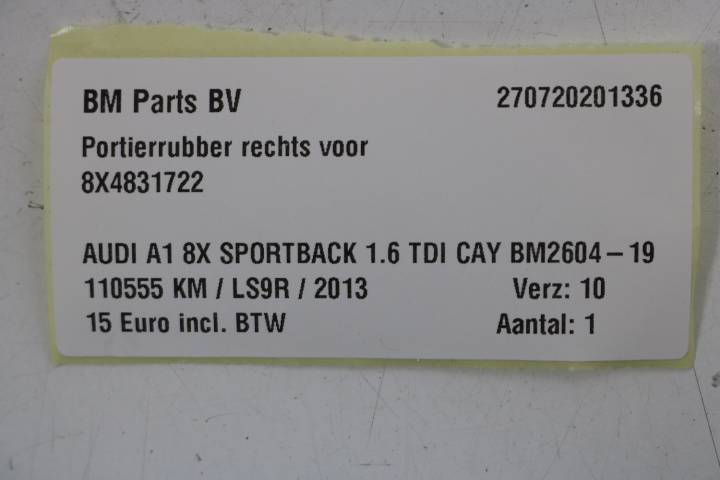 BM Parts BV 270720201336
Portierrubber rechts voor
8X4831722
AUDI A1 8X SPORTBACK 1.6 TDI CAY BM2604-19
110555 KM / LS9R / 2013 Verz: 10
15 Euro incl. BTW Aantal: 1